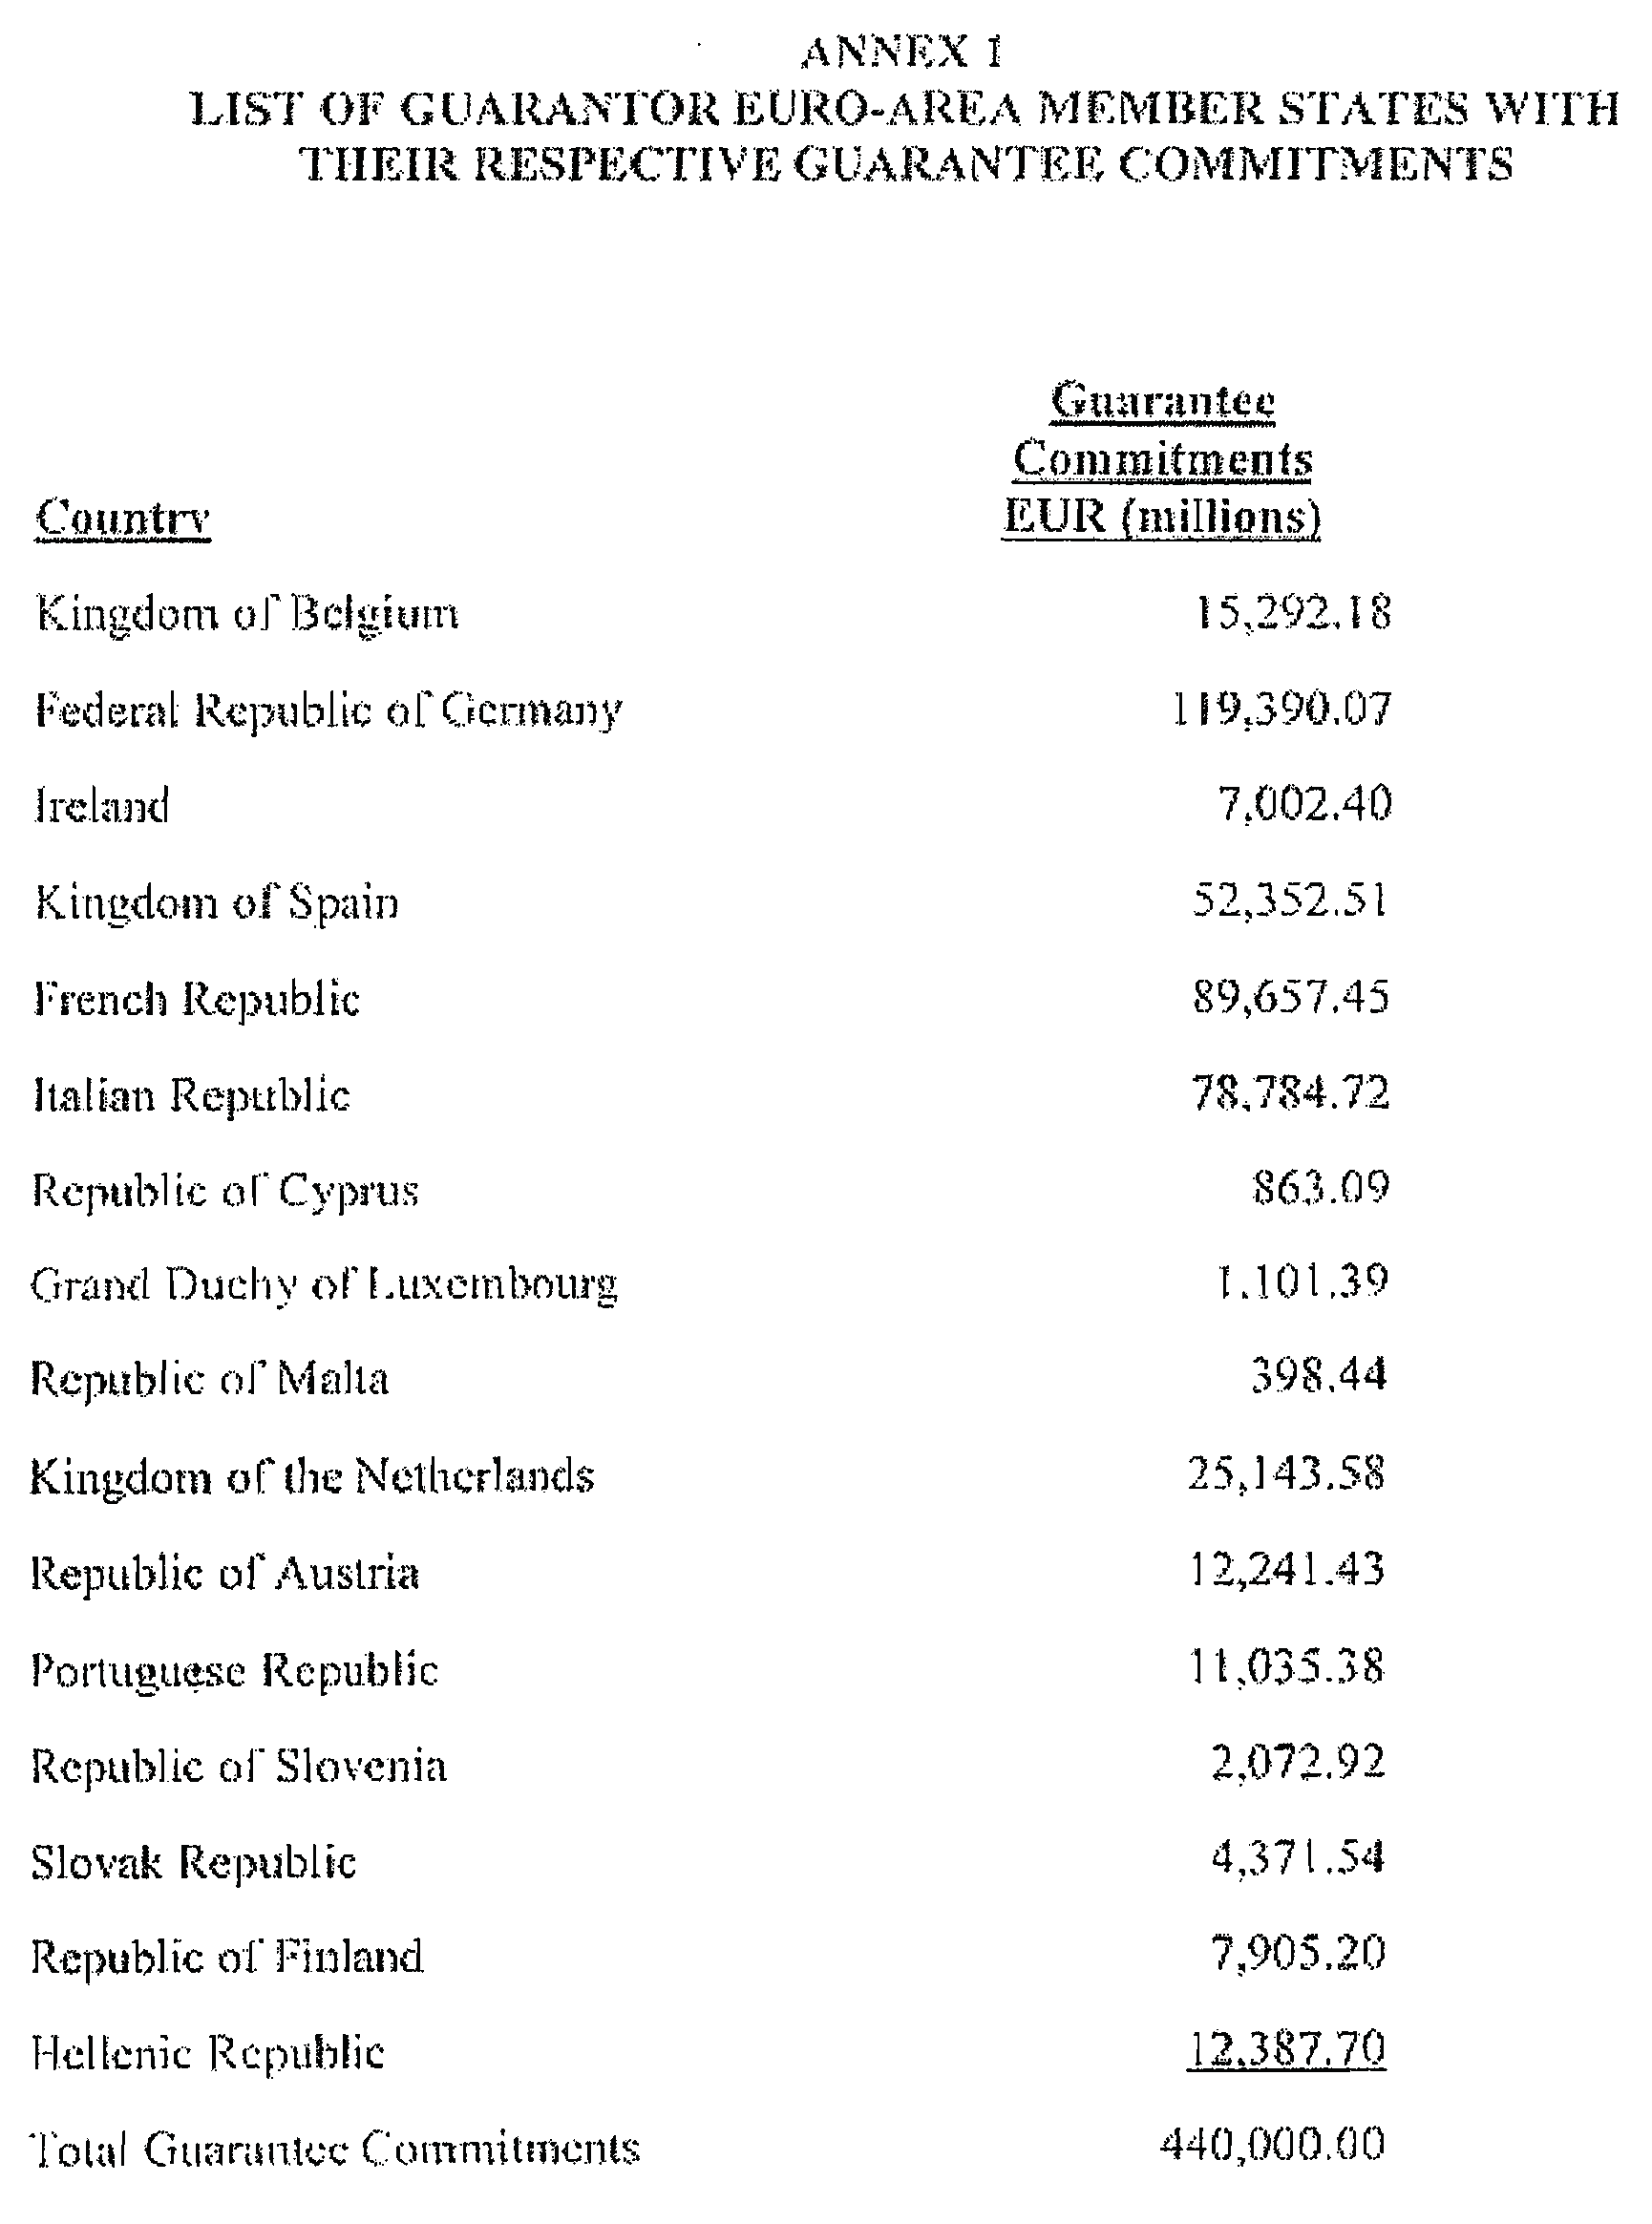 ANNEX 1
LIST OF GUARANTOR EURO-AREA MEMBER STATES WITH
THEIR RESPECTIVE GUARANTEE COMMITMENTS
Guarantee
Commitments
Country EUR (millions)
Kingdom of Belgium 15,292.18
Federal Republic of Germany 119,390.07
Ireland 7,002.40
Kingdom of Spain 52,352.51
French Republic 89,657.45
Italian Republic 78,784.72
Republic of Cyprus 863.09
Grand Duchy of Luxembourg 1,101.39
Republic of Malta 398.44
Kingdom of the Netherlands 25,143.58
Republic of Austria 12,241.43
Portuguese Republic 11,035.38
Republic of Slovenia 2,072.92
Slovak Republic 4,371.54
Republic of Finland 7,905.20
Hellenic Republic 12,387.70
Total Guarantee Commitments 440,000.00